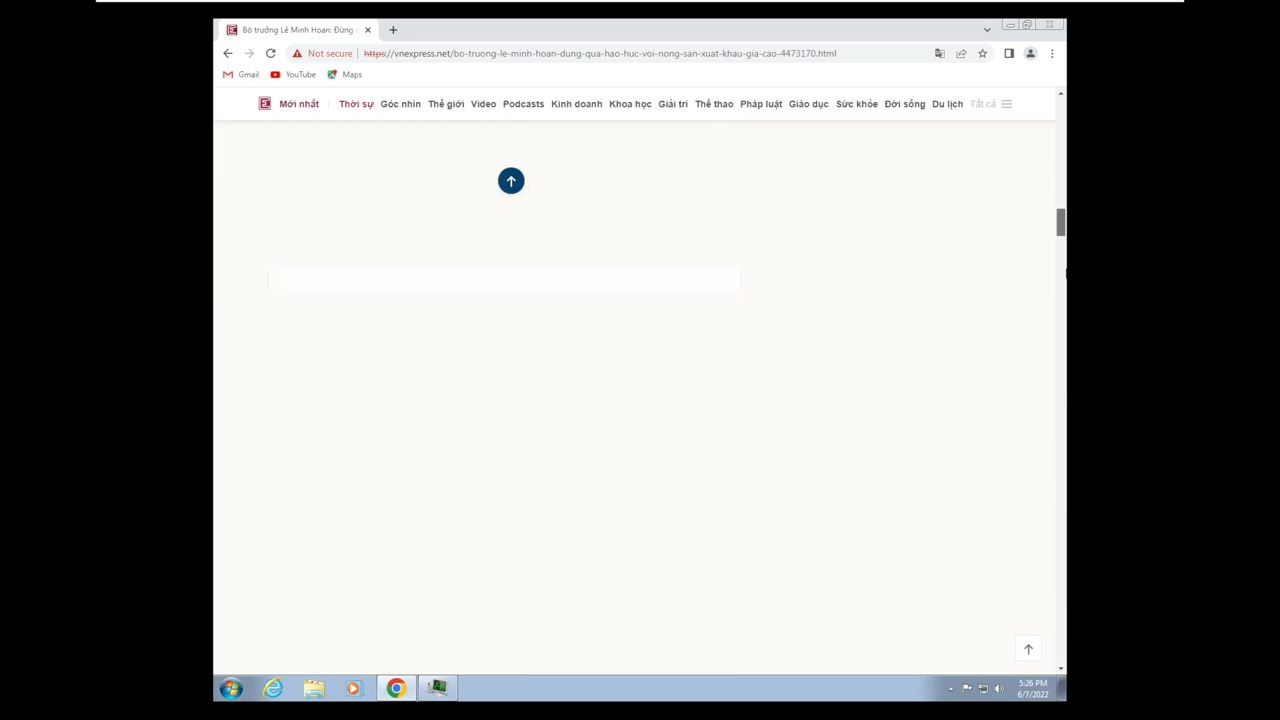 Bộ trưởng Lê Minh Hoan: Đừng
Not secure https://vnexpress.net/bo-truong-le-minh-hoan-dung-qua-hao-huc-voi-nong-san-xuat-khau-gia-cao-4473170.html
Gmail YouTube Maps
Mới nhất Thời sự Góc nhìn Thế giới Video Podcasts Kinh doanh Khoa học Giải trí Thể thao Pháp luật Giáo dục Sức khỏe Đời sống Du lịch Tất cả
5:26 PM
6/7/2022